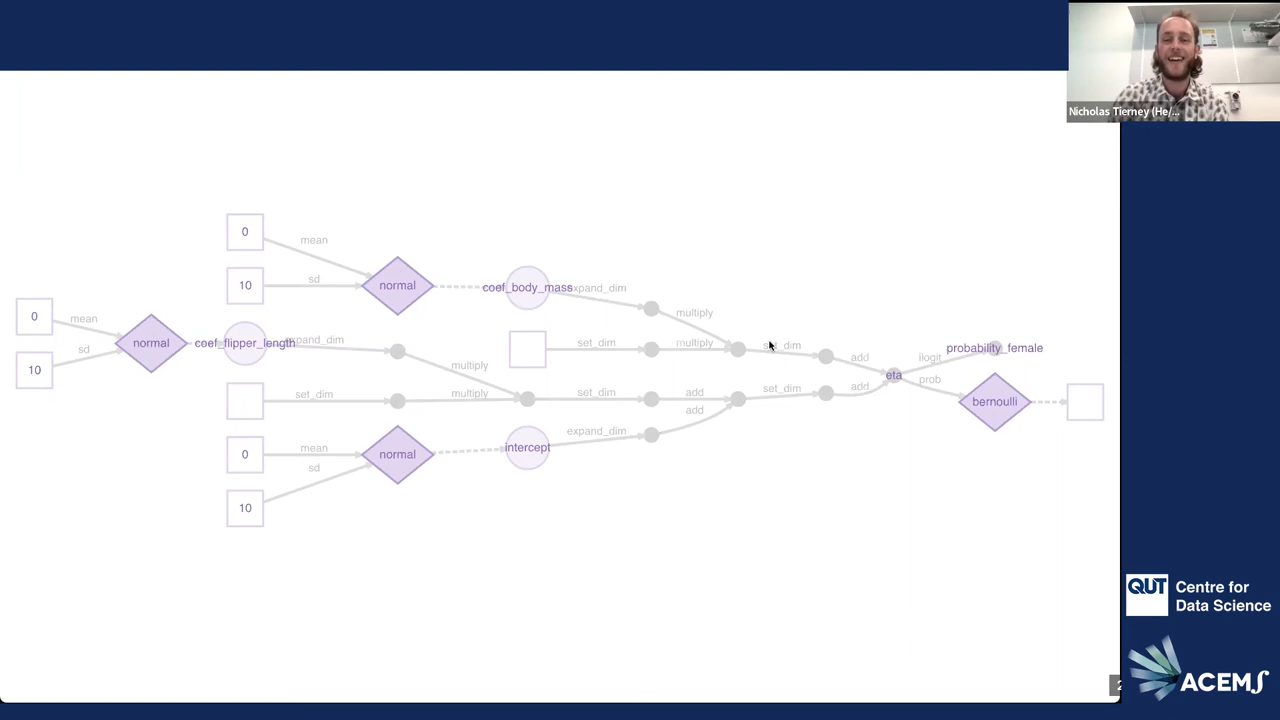 Nicholas Tierney (He/...
0
mean
10
sd
normal
coef_body_mass
expand_dim
multiply
0
mean
sd
10
normal
coef_flipper_length
expand_dim
multiply
set_dim
multiply
set_dim
multiply
set_dim
add
set_dim
add
set_dim
add
add
0
mean
sd
10
normal
intercept
expand_dim
eta
ilogit
probability_female
prob
bernoulli
QUT
Centre for
Data Science
ACEMS
2